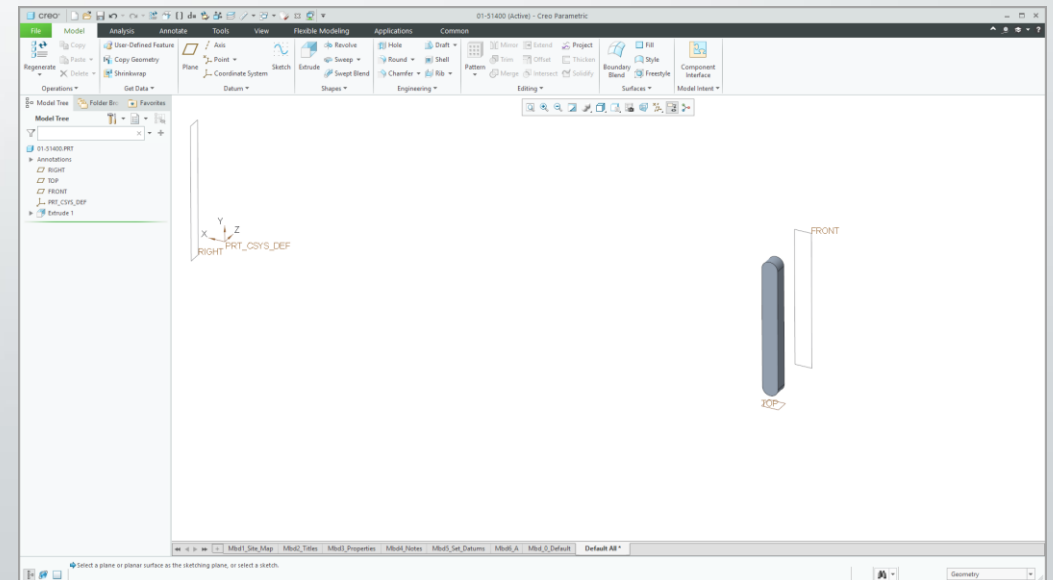 creo
01-51400 (Active) - Creo Parametric
File Model Analysis Annotate Tools View Flexible Modeling Applications Common
Regenerate
Copy
Paste
Delete
Operations
User-Defined Feature
Copy Geometry
Shrinkwrap
Get Data
Plane
Axis
Point
Coordinate System
Sketch
Datum
Extrude
Revolve
Sweep
Swept Blend
Shapes
Hole
Round
Chamfer
Draft
Shell
Rib
Engineering
Pattern
Mirror
Trim
Merge
Extend
Offset
Intersect
Project
Thicken
Solidify
Editing
Boundary
Blend
Fill
Style
Freestyle
Surfaces
Component
Interface
Model Intent
Model Tree Folder Br Favorites
Model Tree
01-51400.PRT
Annotations
RIGHT
TOP
FRONT
PRT_CSYS_DEF
Extrude 1
Y
X Z
PRT_CSYS_DEF
RIGHT
FRONT
TOP
Mbd1_Site_Map Mbd2_Titles Mbd3_Properties Mbd4_Notes Mbd5_Set_Datums Mbd6_A Mbd_0_Default Default All *
Select a plane or planar surface as the sketching plane, or select a sketch.
Geometry